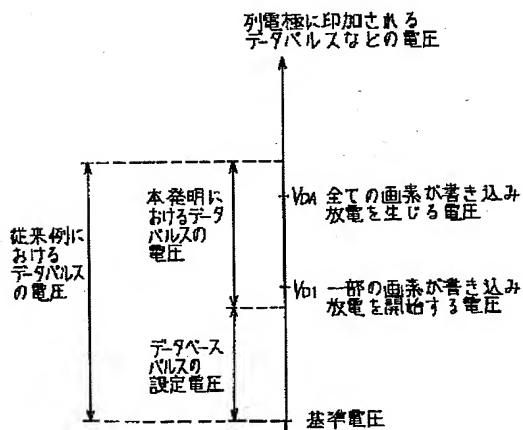 列電極に印加される
データパルスなどの電圧
本発明に
おけるデータ
パルスの
電圧
VDA 全ての画素が書き込み
放電を生じる電圧
従来例に
おける
データパルス
の電圧
VD1 一部の画素が書き込み
放電を開始する電圧
データベース
パルスの
設定電圧
基準電圧